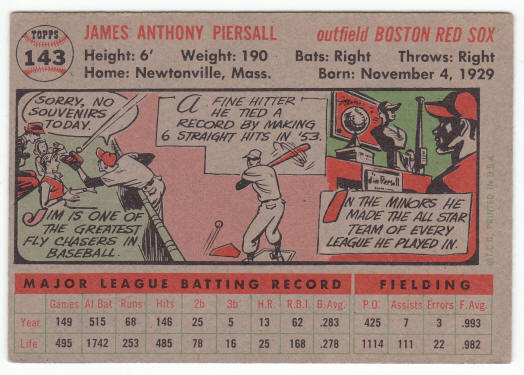 TOPPS
143
JAMES ANTHONY PIERSALL
outfield BOSTON RED SOX
Height: 6' Weight: 190
Bats: Right Throws: Right
Home: Newtonville, Mass.
Born: November 4, 1929
SORRY, NO
SOUVENIRS
TODAY.
JIM IS ONE OF
THE GREATEST
FLY CHASERS IN
BASEBALL.
A FINE HITTER
HE TIED A
RECORD BY MAKING
6 STRAIGHT HITS IN '53.
Jim Piersall
IN THE MINORS HE
MADE THE ALL STAR
TEAM OF EVERY
LEAGUE HE PLAYED IN.
PRINTED IN U.S.A.
MAJOR LEAGUE BATTING RECORD
FIELDING
Games At Bat Runs Hits 2b 3b H.R. R.B.I. B.Avg. P.O. Assists Errors F.Avg.
Year 149 515 68 146 25 5 13 62 .283 425 7 3 .993
Life 495 1742 253 485 78 16 25 168 .278 1114 111 22 .982